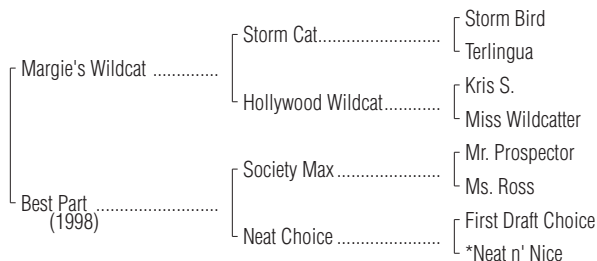 Storm Bird
Storm Cat..........................
Terlingua
Margie's Wildcat ..............
Kris S.
Hollywood Wildcat............
Miss Wildcatter
Mr. Prospector
Society Max ......................
Ms. Ross
Best Part ..........................
(1998)
First Draft Choice
Neat Choice ......................
*Neat n' Nice